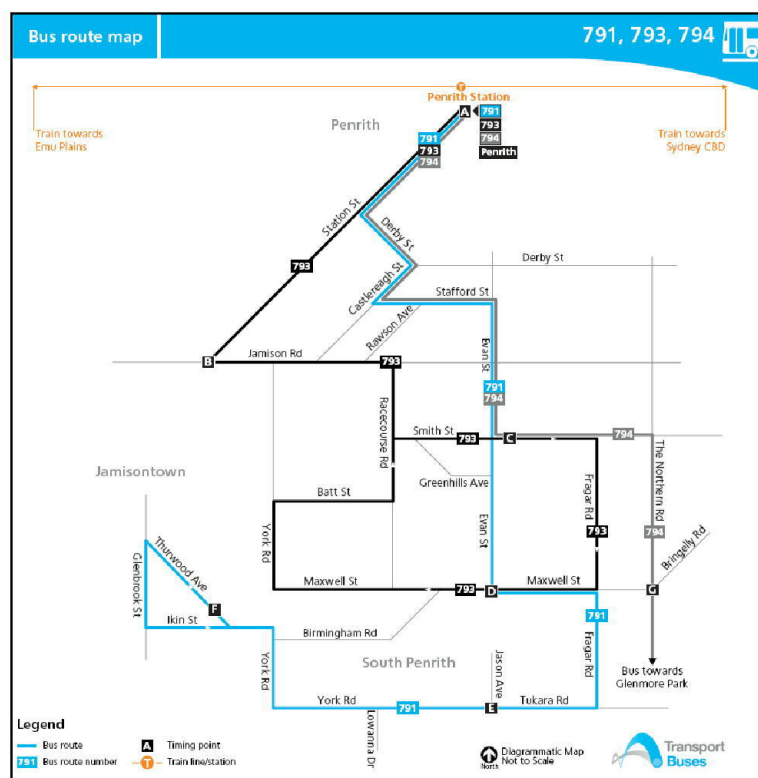 Bus route map
791, 793, 794
T
Penrith Station
Train towards
Emu Plains
Train towards
Sydney CBD
Penrith
A
791
793
794
Penrith
791
793
794
Station St
Derby St
793
Castlereagh St
Derby St
Stafford St
Rawson Ave
B
Jamison Rd
793
Evan St
791
794
Racecourse Rd
Smith St
793
C
794
Jamisontown
Greenhills Ave
Batt St
Fragar Rd
793
The Northern Rd
794
Bringelly Rd
York Rd
Evan St
Thurwood Ave
Glenbrook St
Maxwell St
793
D
Maxwell St
G
F
Ikin St
Birmingham Rd
791
Fragar Rd
York Rd
South Penrith
Jason Ave
Bus towards
Glenmore Park
York Rd
791
E
Tukara Rd
Lowanna Dr
Legend
Bus route
A Timing point
791 Bus route number
T Train line/station
North
Diagrammatic Map
Not to Scale
Transport
Buses